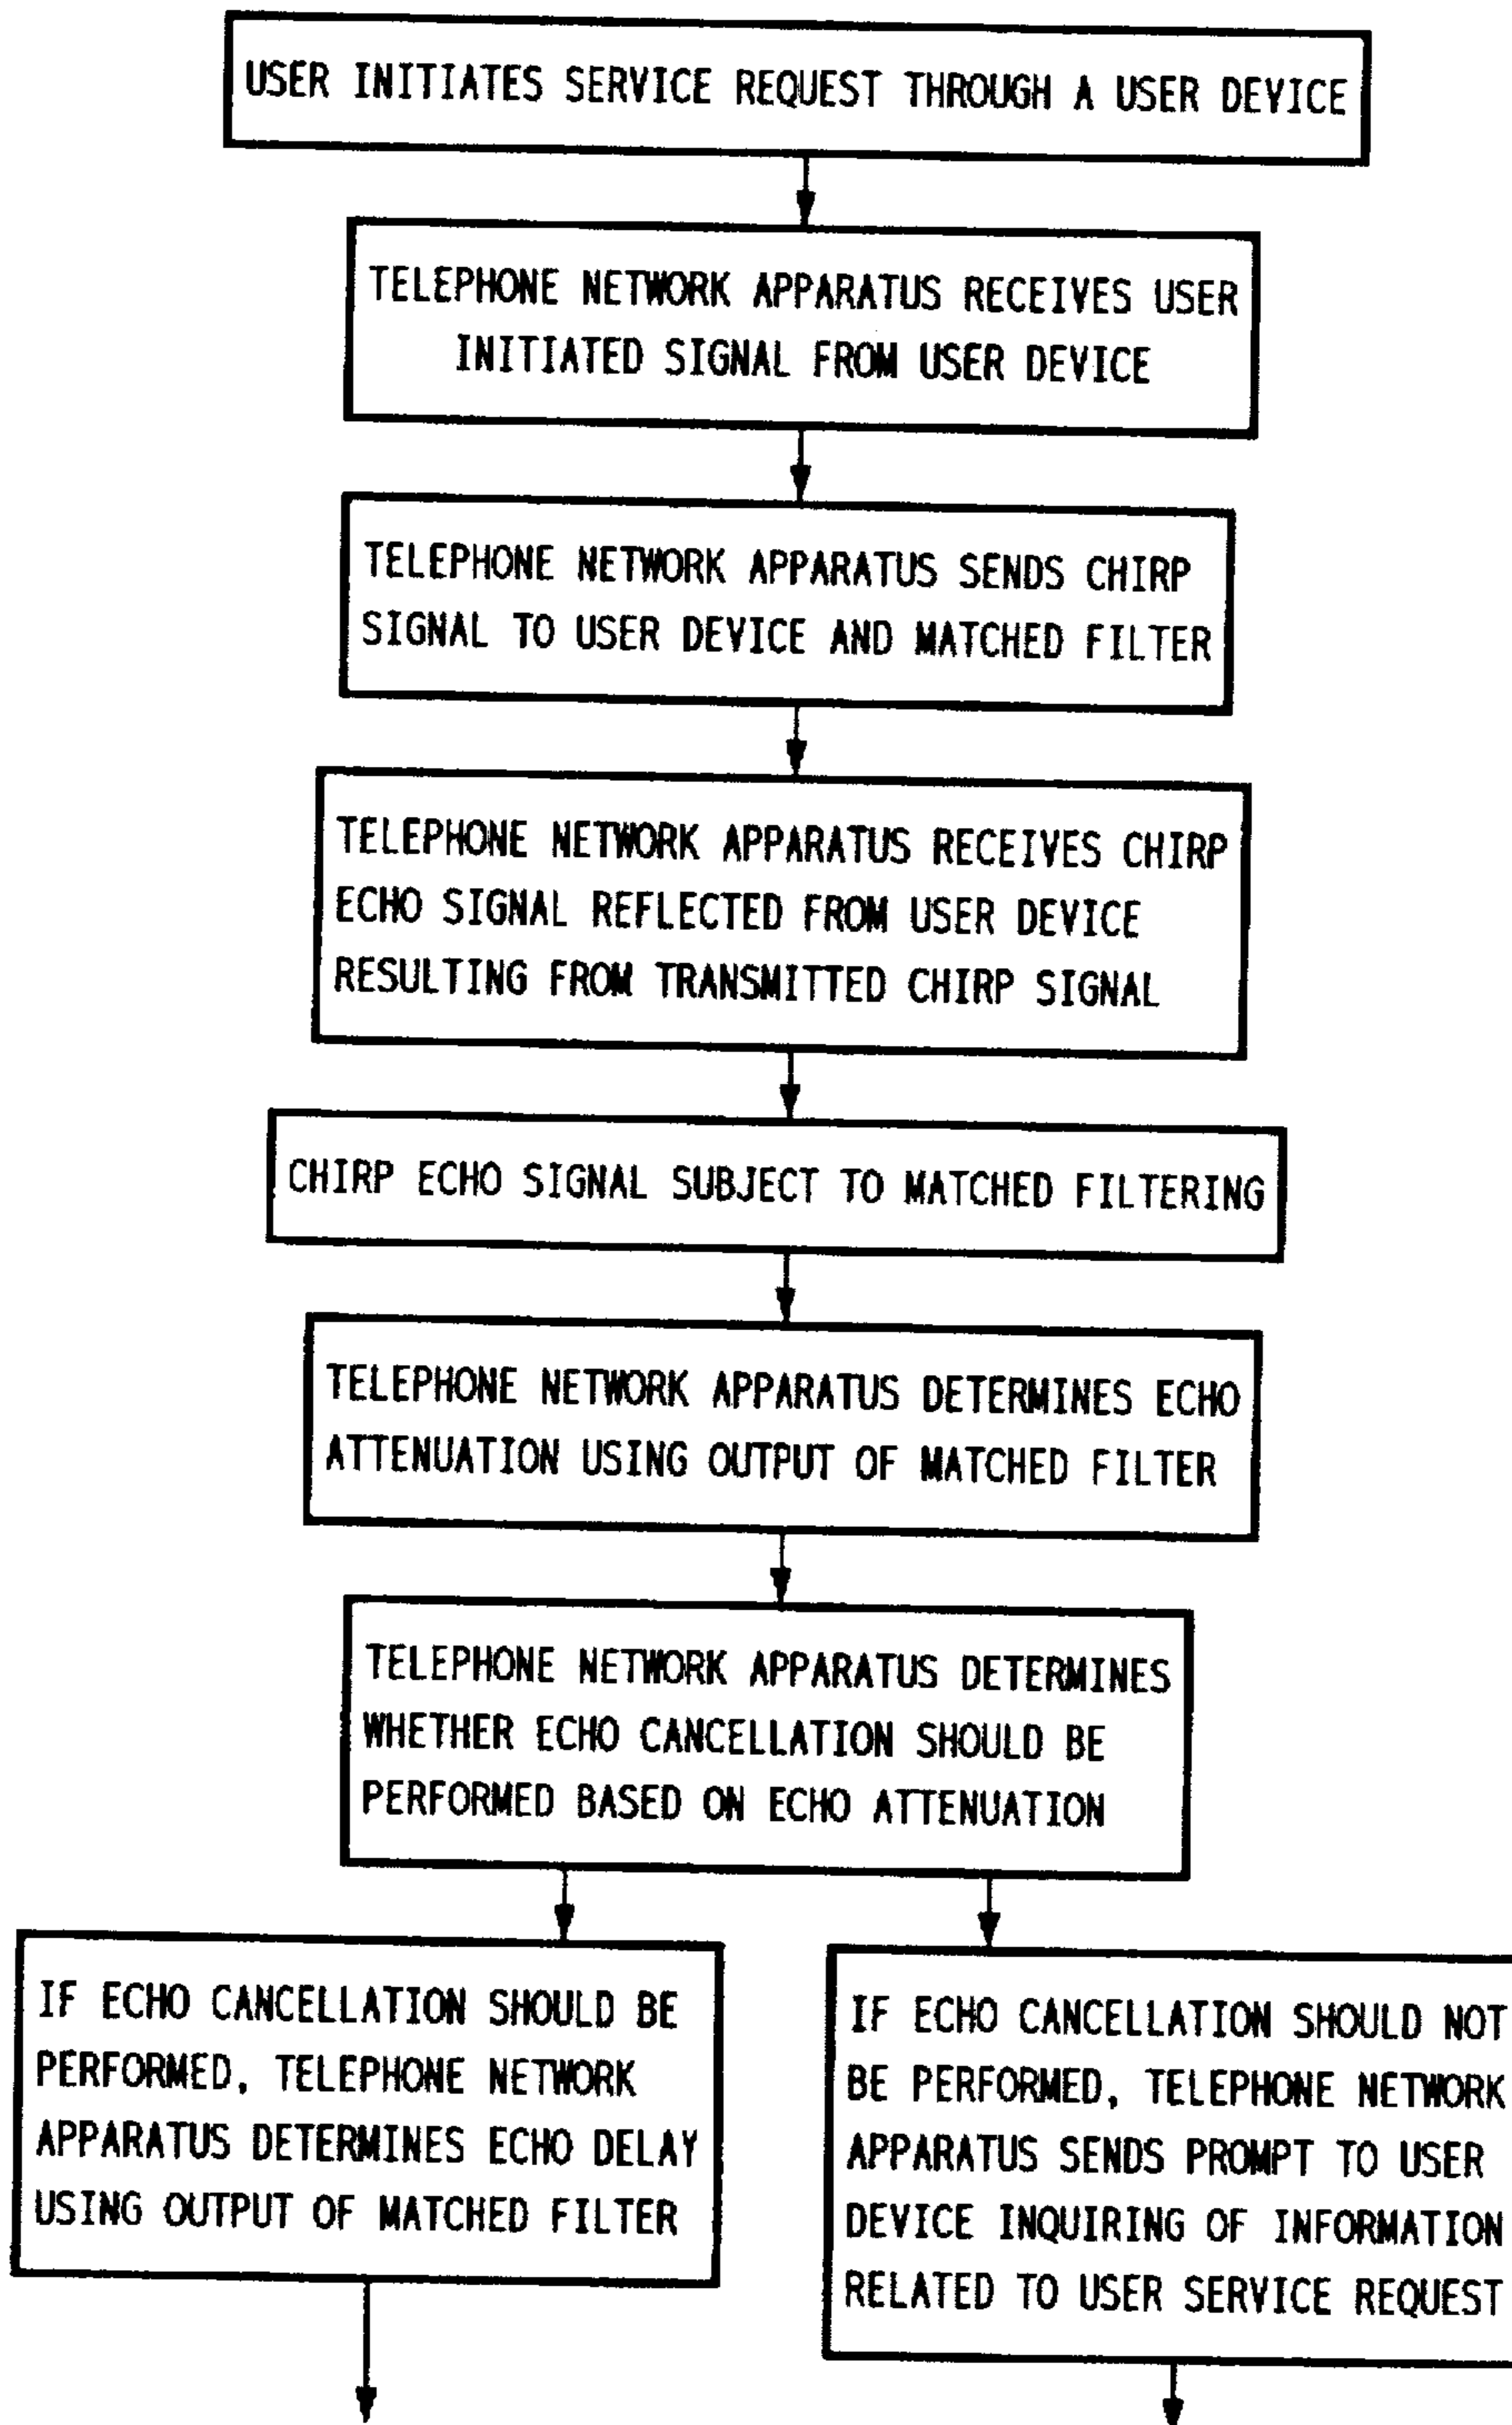 USER INITIATES SERVICE REQUEST THROUGH A USER DEVICE
TELEPHONE NETWORK APPARATUS RECEIVES USER
INITIATED SIGNAL FROM USER DEVICE
TELEPHONE NETWORK APPARATUS SENDS CHIRP
SIGNAL TO USER DEVICE AND MATCHED FILTER
TELEPHONE NETWORK APPARATUS RECEIVES CHIRP
ECHO SIGNAL REFLECTED FROM USER DEVICE
RESULTING FROM TRANSMITTED CHIRP SIGNAL
CHIRP ECHO SIGNAL SUBJECT TO MATCHED FILTERING
TELEPHONE NETWORK APPARATUS DETERMINES ECHO
ATTENUATION USING OUTPUT OF MATCHED FILTER
TELEPHONE NETWORK APPARATUS DETERMINES
WHETHER ECHO CANCELLATION SHOULD BE
PERFORMED BASED ON ECHO ATTENUATION
IF ECHO CANCELLATION SHOULD BE
PERFORMED, TELEPHONE NETWORK
APPARATUS DETERMINES ECHO DELAY
USING OUTPUT OF MATCHED FILTER
IF ECHO CANCELLATION SHOULD NOT
BE PERFORMED, TELEPHONE NETWORK
APPARATUS SENDS PROMPT TO USER
DEVICE INQUIRING OF INFORMATION
RELATED TO USER SERVICE REQUEST